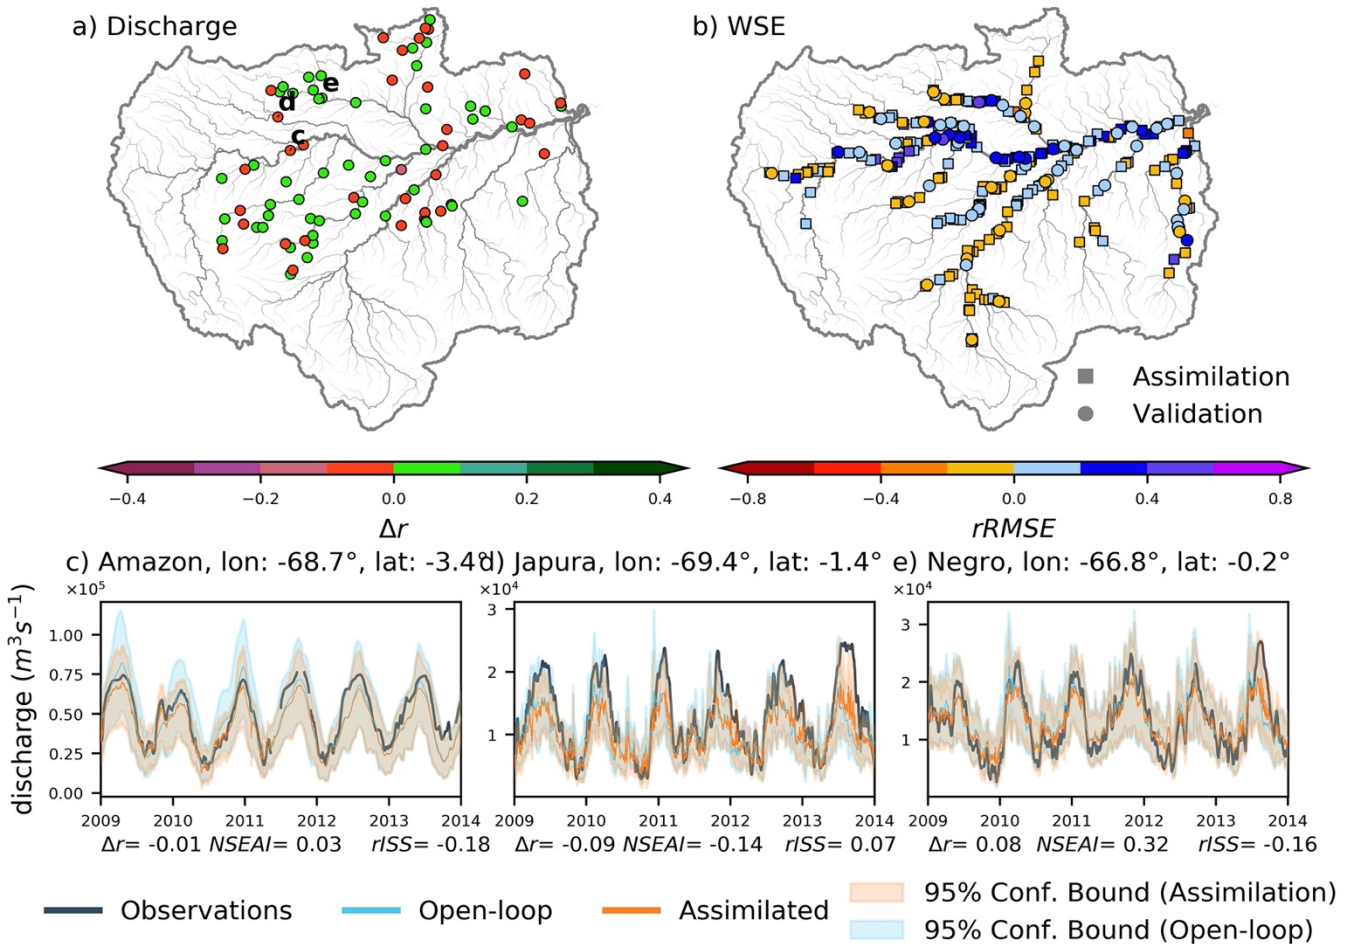 a) Discharge
b) WSE
e
d
c
Assimilation
Validation
−0.4 −0.2 0.0 0.2 0.4
Δr
−0.8 −0.4 0.0 0.4 0.8
rRMSE
c) Amazon, lon: -68.7°, lat: -3.4°
d) Japura, lon: -69.4°, lat: -1.4°
e) Negro, lon: -66.8°, lat: -0.2°
discharge (m³s⁻¹)
×10⁵
1.00
0.75
0.50
0.25
0.00
2009 2010 2011 2012 2013 2014
Δr= -0.01 NSEAI= 0.03 rISS= -0.18
×10⁴
3
2
1
2009 2010 2011 2012 2013 2014
Δr= -0.09 NSEAI= -0.14 rISS= 0.07
×10⁴
3
2
1
2009 2010 2011 2012 2013 2014
Δr= 0.08 NSEAI= 0.32 rISS= -0.16
Observations
Open-loop
Assimilated
95% Conf. Bound (Assimilation)
95% Conf. Bound (Open-loop)